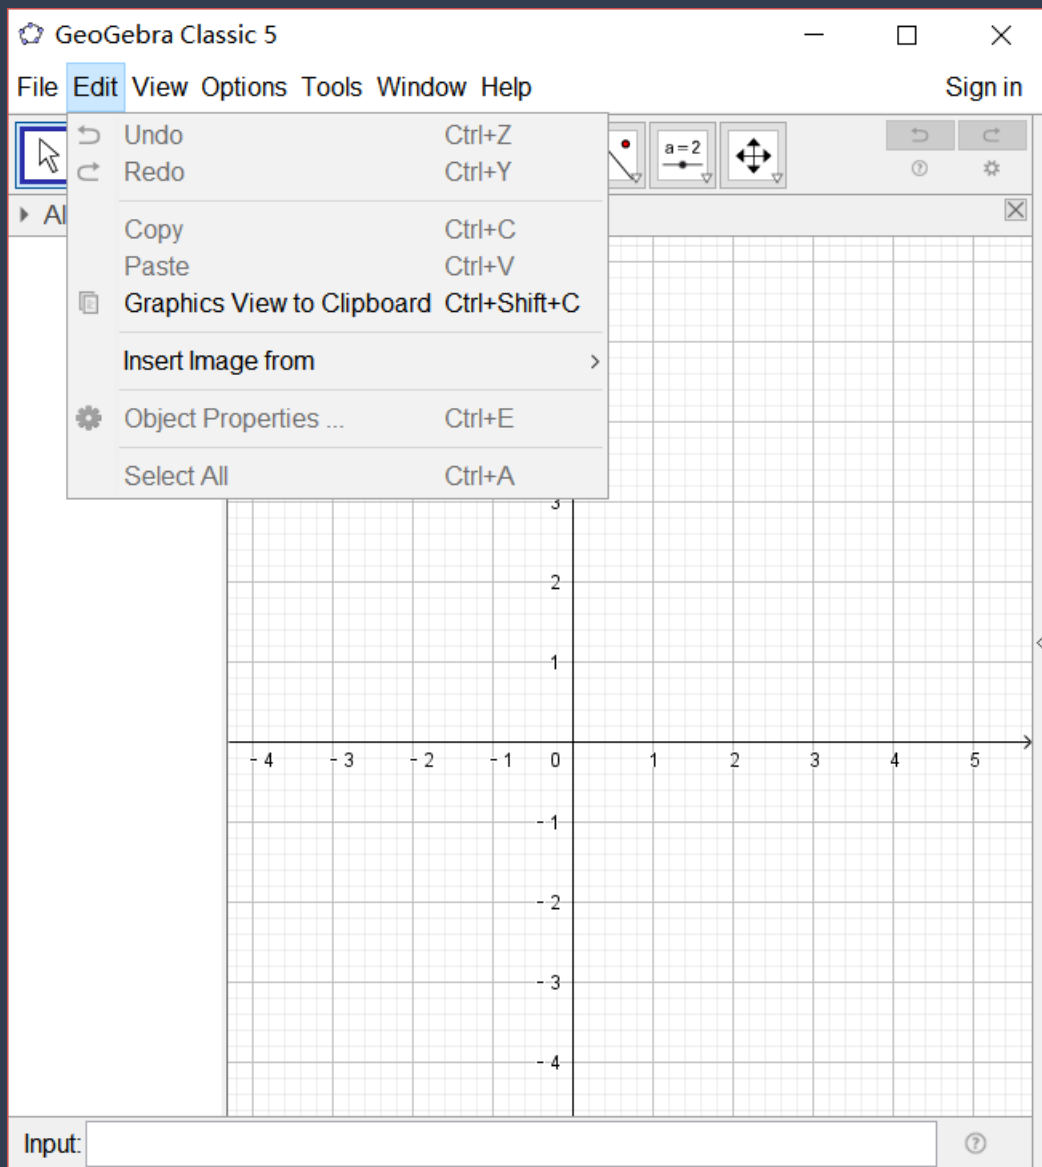 GeoGebra Classic 5
File Edit View Options Tools Window Help Sign in
Undo Ctrl+Z
Redo Ctrl+Y
a=2
Al
Copy Ctrl+C
Paste Ctrl+V
Graphics View to Clipboard Ctrl+Shift+C
Insert Image from
Object Properties ... Ctrl+E
Select All Ctrl+A
3
2
1
-4 -3 -2 -1 0 1 2 3 4 5
-1
-2
-3
-4
Input: